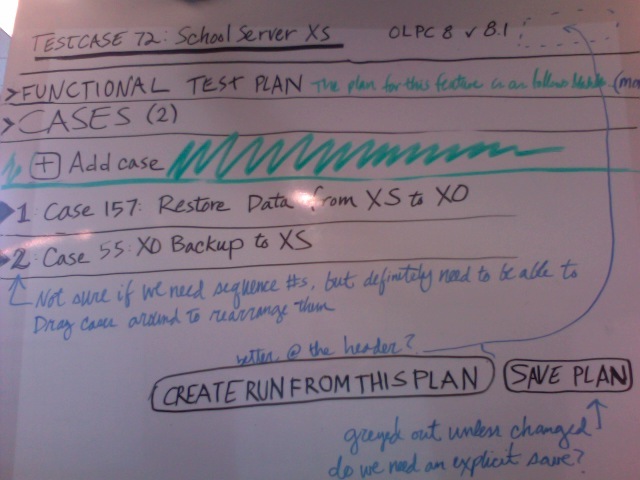 TESTCASE 72: School Server XS OLPC 8 v 8.1
>FUNCTIONAL TEST PLAN The plan for this feature is as follows
>CASES (2)
+ Add case
1: Case 157: Restore Data from XS to XO
2: Case 55: XO Backup to XS
Not sure if we need sequence #s, but definitely need to be able to
Drag cases around to rearrange them
better @ the header?
CREATE RUN FROM THIS PLAN SAVE PLAN
greyed out unless changed
do we need an explicit save?